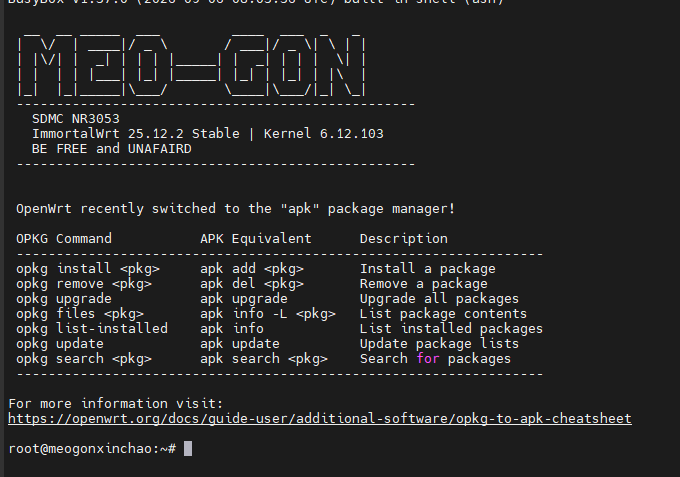 BusyBox v1.37.0 (2026-09-06 08:05:38 UTC) built-in shell (ash)
MEO-GON
---------------------------------------------------
SDMC NR3053
ImmortalWrt 25.12.2 Stable | Kernel 6.12.103
BE FREE and UNAFAIRD
---------------------------------------------------
OpenWrt recently switched to the "apk" package manager!
OPKG Command APK Equivalent Description
------------------------------------------------------------------
opkg install <pkg> apk add <pkg> Install a package
opkg remove <pkg> apk del <pkg> Remove a package
opkg upgrade apk upgrade Upgrade all packages
opkg files <pkg> apk info -L <pkg> List package contents
opkg list-installed apk info List installed packages
opkg update apk update Update package lists
opkg search <pkg> apk search <pkg> Search for packages
------------------------------------------------------------------
For more information visit:
https://openwrt.org/docs/guide-user/additional-software/opkg-to-apk-cheatsheet
root@meogonxinchao:~#